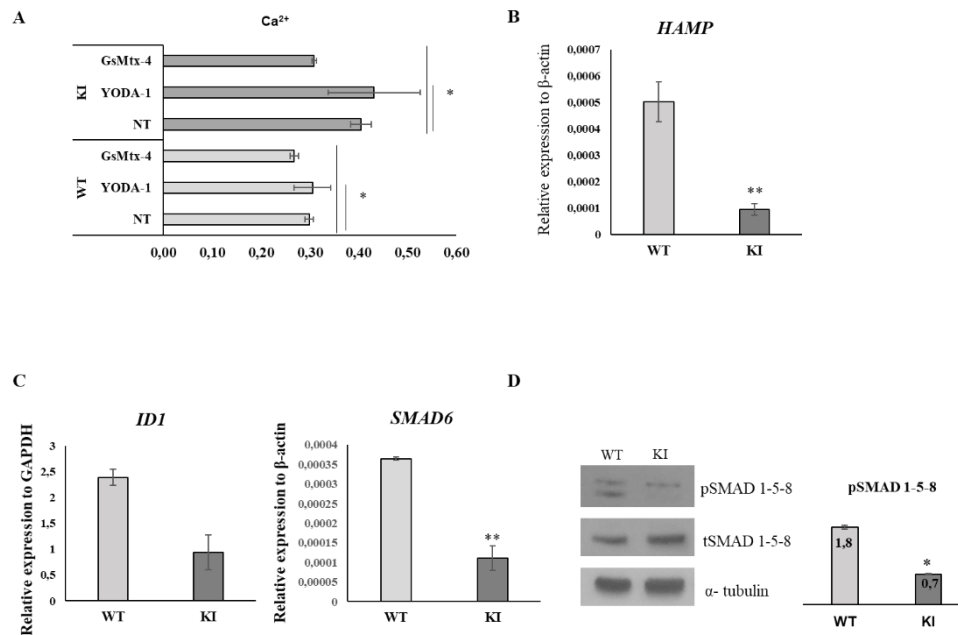 A
Ca²⁺
KI
GsMtx-4
YODA-1
NT
*
WT
GsMtx-4
YODA-1
NT
*
0,00 0,10 0,20 0,30 0,40 0,50 0,60
B
HAMP
Relative expression to β-actin
0,0007
0,0006
0,0005
0,0004
0,0003
0,0002
0,0001
0
**
WT KI
C
ID1
Relative expression to GAPDH
3
2,5
2
1,5
1
0,5
0
WT KI
SMAD6
Relative expression to β-actin
0,0004
0,00035
0,0003
0,00025
0,0002
0,00015
0,0001
0,00005
0
**
WT KI
D
WT KI
pSMAD 1-5-8
tSMAD 1-5-8
α- tubulin
pSMAD 1-5-8
1,8
*
0,7
WT KI